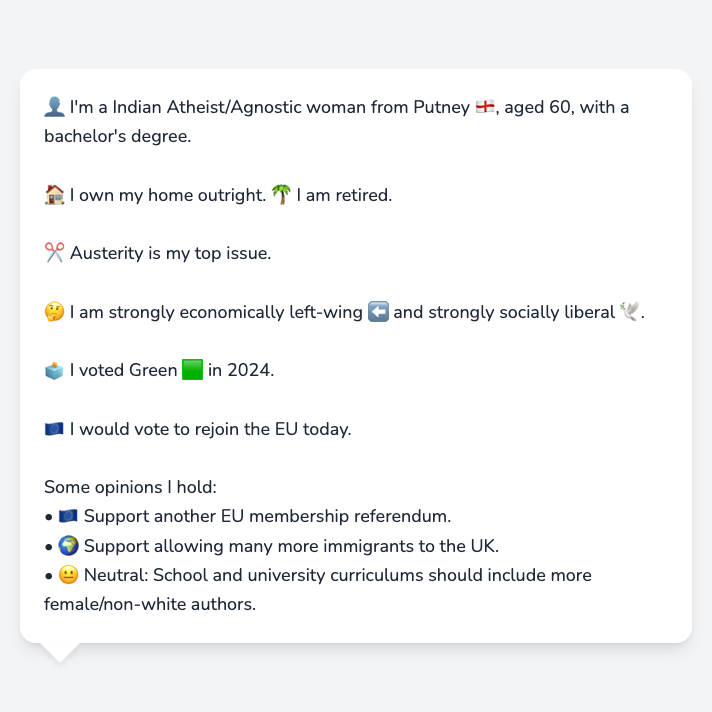 👤 I'm a Indian Atheist/Agnostic woman from Putney 🏴󠁧󠁢󠁥󠁮󠁧󠁿, aged 60, with a
bachelor's degree.
🏠 I own my home outright. 🌴 I am retired.
✂️ Austerity is my top issue.
🤔 I am strongly economically left-wing ⬅️ and strongly socially liberal 🕊️.
🗳️ I voted Green 🟩 in 2024.
🇪🇺 I would vote to rejoin the EU today.
Some opinions I hold:
• 🇪🇺 Support another EU membership referendum.
• 🌍 Support allowing many more immigrants to the UK.
• 😐 Neutral: School and university curriculums should include more
female/non-white authors.